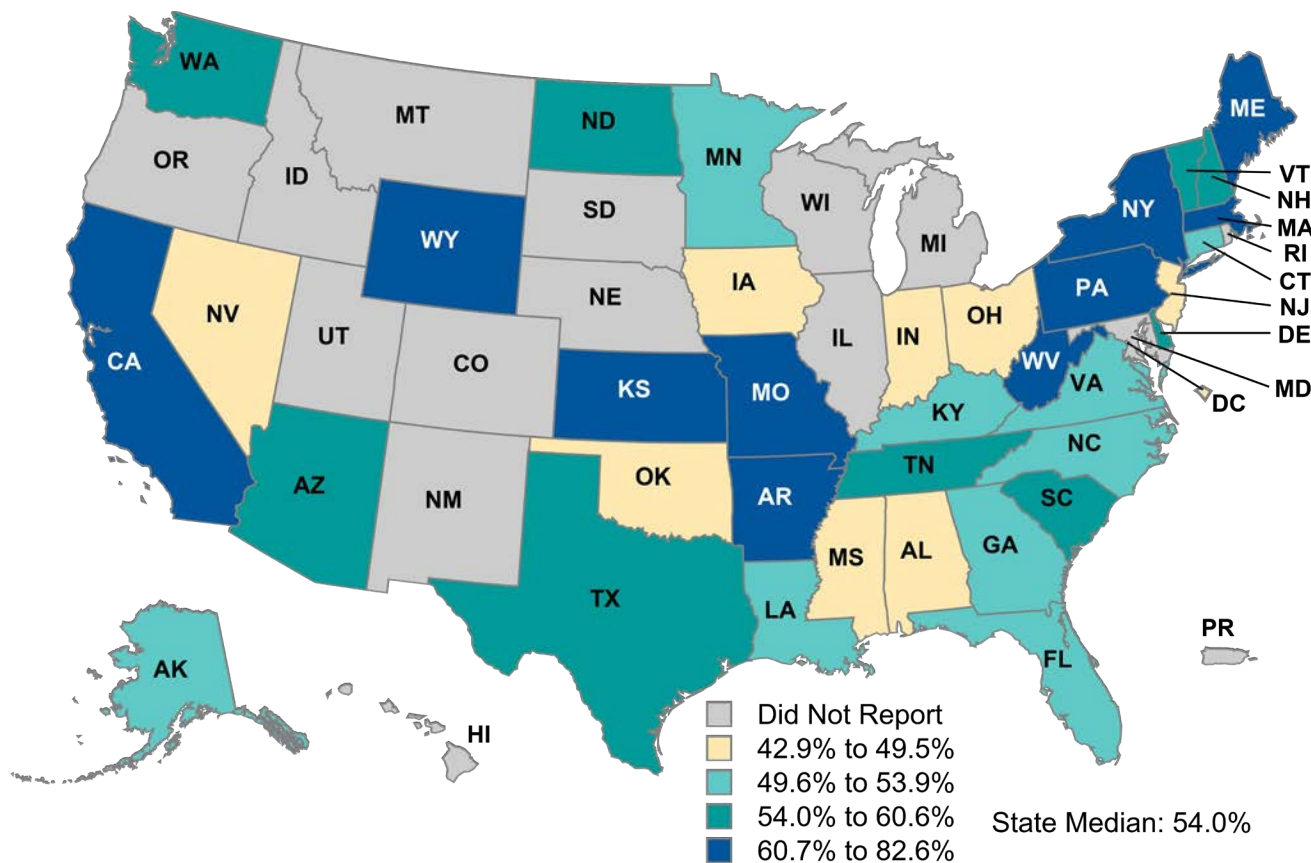 WA
MT
ND
MN
OR
ID
SD
WI
MI
WY
ME
VT
NH
NY
MA
RI
CT
NJ
DE
MD
DC
PA
NV
UT
CO
NE
IA
IL
IN
OH
CA
KS
MO
WV
VA
KY
NC
AZ
NM
OK
AR
TN
SC
TX
LA
MS
AL
GA
FL
AK
HI
PR
Did Not Report
42.9% to 49.5%
49.6% to 53.9%
54.0% to 60.6%
60.7% to 82.6%
State Median: 54.0%